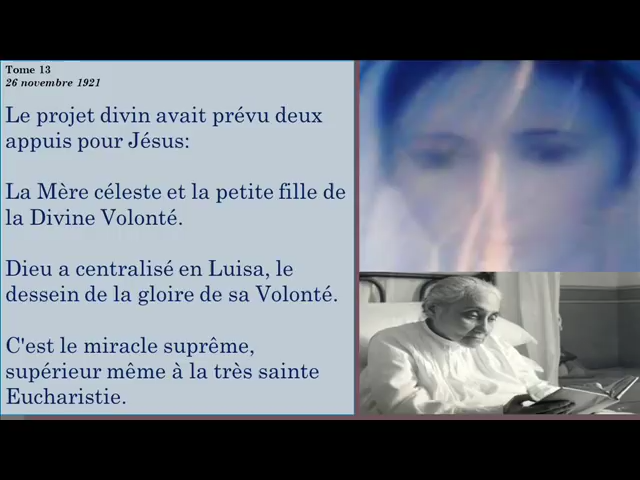 Tome 13
26 novembre 1921
Le projet divin avait prévu deux
appuis pour Jésus:
La Mère céleste et la petite fille de
la Divine Volonté.
Dieu a centralisé en Luisa, le
dessein de la gloire de sa Volonté.
C'est le miracle suprême,
supérieur même à la très sainte
Eucharistie.